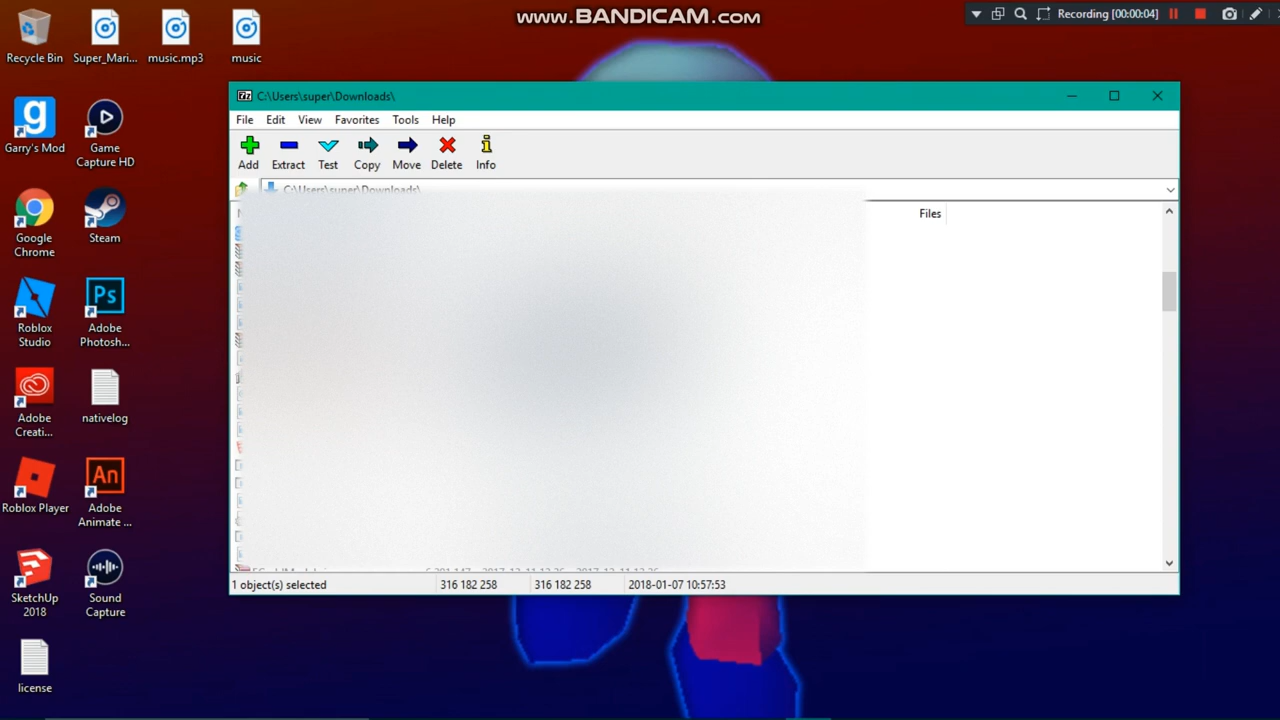 www.BANDICAM.com
Recording [00:00:04]
Recycle Bin
Super_Mari...
music.mp3
music
Garry's Mod
Game
Capture HD
Google
Chrome
Steam
Roblox
Studio
Adobe
Photosh...
Adobe
Creati...
nativelog
Roblox Player
Adobe
Animate ...
SketchUp
2018
Sound
Capture
license
C:\Users\super\Downloads\
File Edit View Favorites Tools Help
Add Extract Test Copy Move Delete Info
C:\Users\super\Downloads\
Files
1 object(s) selected 316 182 258 316 182 258 2018-01-07 10:57:53